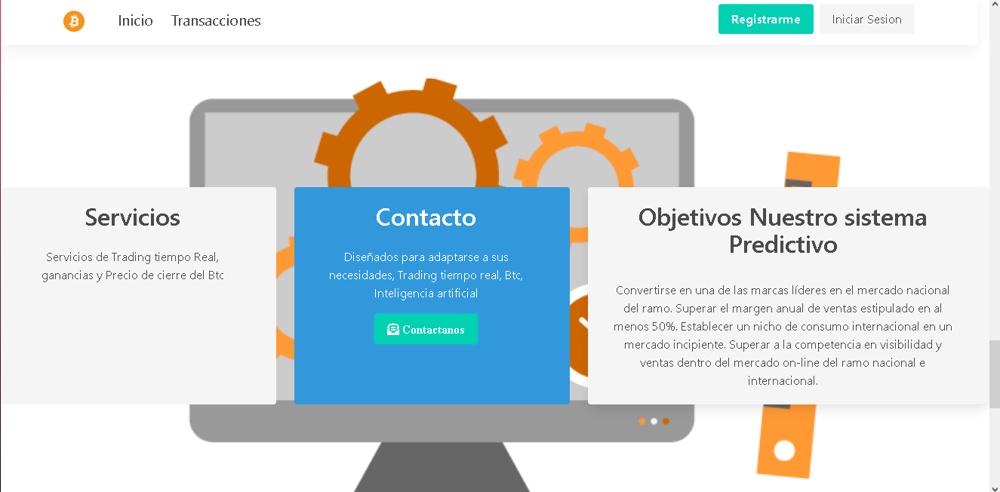 Inicio Transacciones Registrarme Iniciar Sesion
Servicios
Servicios de Trading tiempo Real,
ganancias y Precio de cierre del Btc
Contacto
Diseñados para adaptarse a sus
necesidades, Trading tiempo real, Btc,
Inteligencia artificial
Contactanos
Objetivos Nuestro sistema
Predictivo
Convertirse en una de las marcas líderes en el mercado nacional
del ramo. Superar el margen anual de ventas estipulado en al
menos 50%. Establecer un nicho de consumo internacional en un
mercado incipiente. Superar a la competencia en visibilidad y
ventas dentro del mercado on-line del ramo nacional e
internacional.